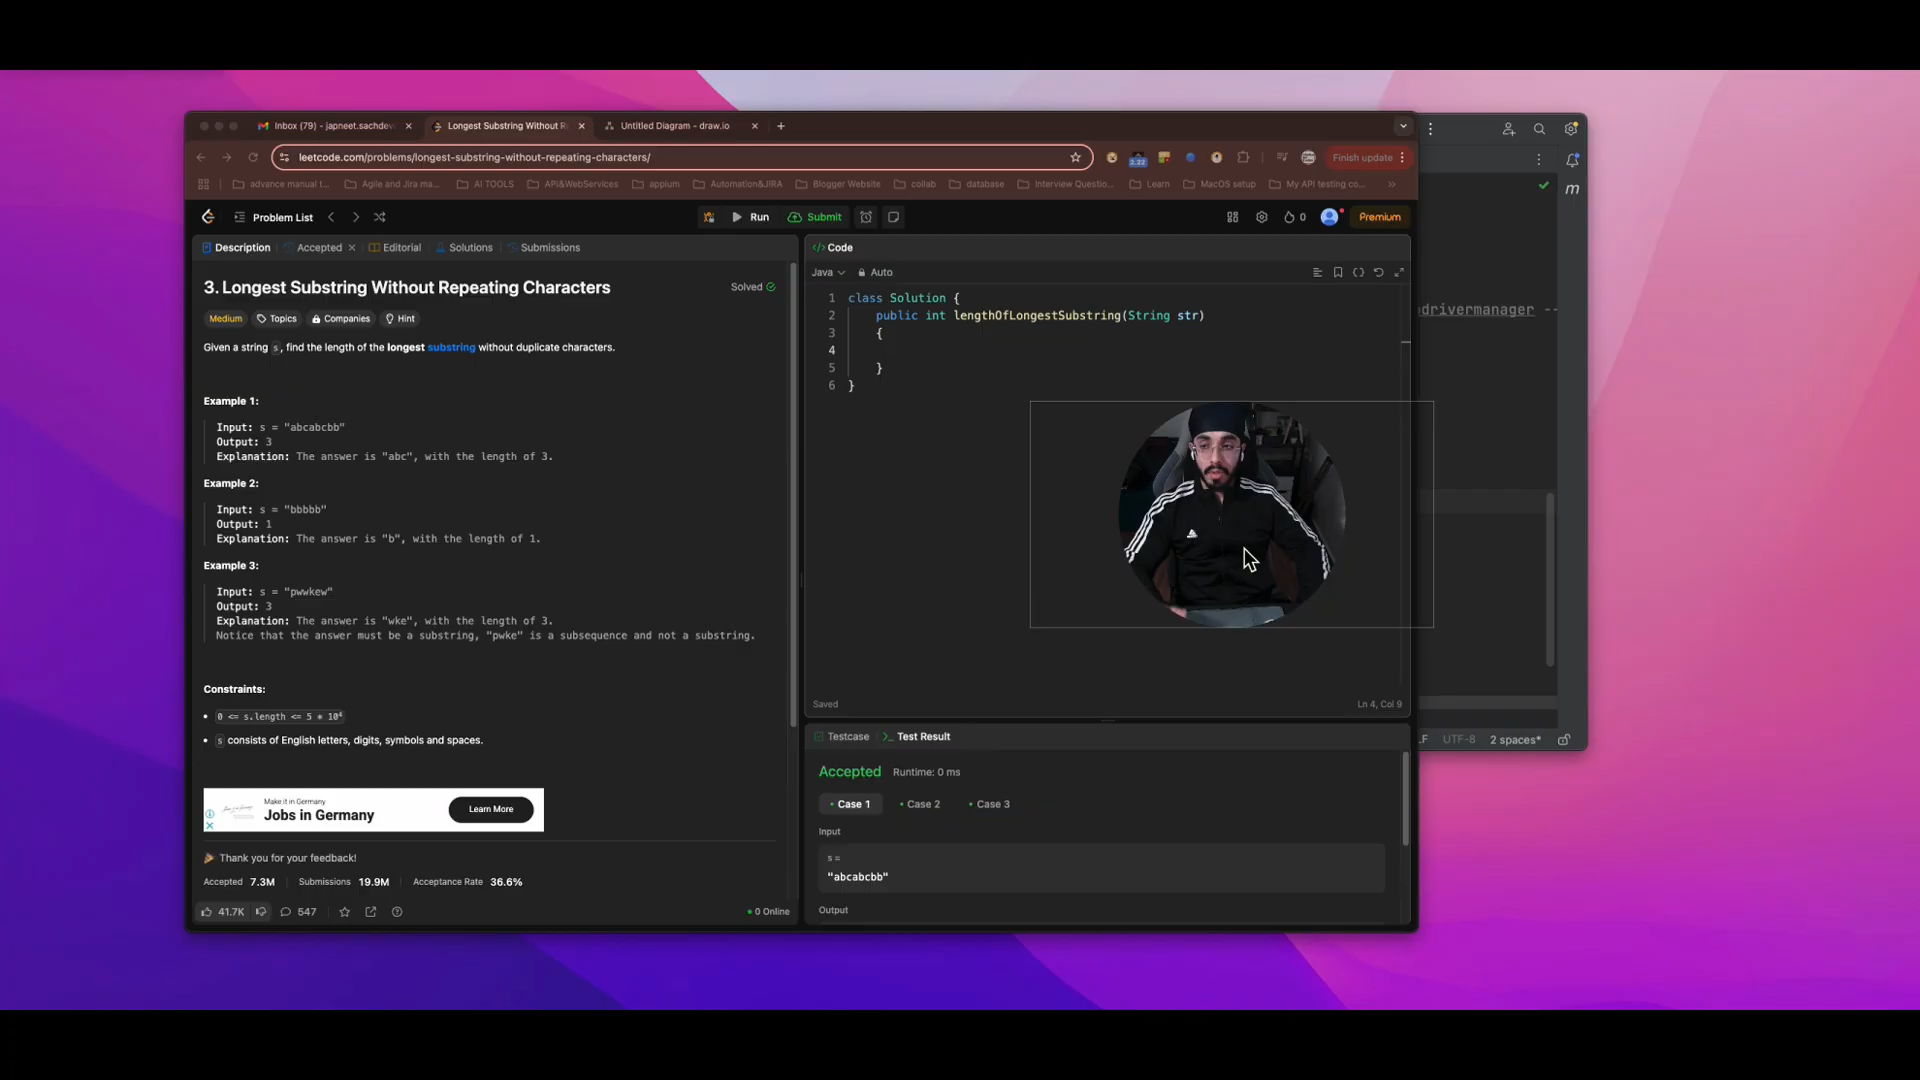 Inbox (79) - japneet.sachdev
Longest Substring Without R
Untitled Diagram - draw.io
leetcode.com/problems/longest-substring-without-repeating-characters/
3.22
Finish update
advance manual t...
Agile and Jira ma...
AI TOOLS
API&WebServices
appium
Automation&JIRA
Blogger Website
collab
database
Interview Questio...
Learn
MacOS setup
My API testing co...
Problem List
Run
Submit
0
Premium
Description
Accepted
Editorial
Solutions
Submissions
3. Longest Substring Without Repeating Characters
Solved
Medium
Topics
Companies
Hint
Given a string s, find the length of the longest substring without duplicate characters.
Example 1:
Input: s = "abcabcbb"
Output: 3
Explanation: The answer is "abc", with the length of 3.
Example 2:
Input: s = "bbbbb"
Output: 1
Explanation: The answer is "b", with the length of 1.
Example 3:
Input: s = "pwwkew"
Output: 3
Explanation: The answer is "wke", with the length of 3.
Notice that the answer must be a substring, "pwke" is a subsequence and not a substring.
Constraints:
• 0 <= s.length <= 5 * 10⁴
• s consists of English letters, digits, symbols and spaces.
Make it in Germany
Jobs in Germany
Learn More
Thank you for your feedback!
Accepted 7.3M
Submissions 19.9M
Acceptance Rate 36.6%
41.7K
547
0 Online
</> Code
Java
Auto
1 class Solution {
2 public int lengthOfLongestSubstring(String str)
3 {
4
5 }
6 }
Saved
Ln 4, Col 9
Testcase
Test Result
Accepted
Runtime: 0 ms
Case 1
Case 2
Case 3
Input
s =
"abcabcbb"
Output
m
drivermanager --
LF
UTF-8
2 spaces*